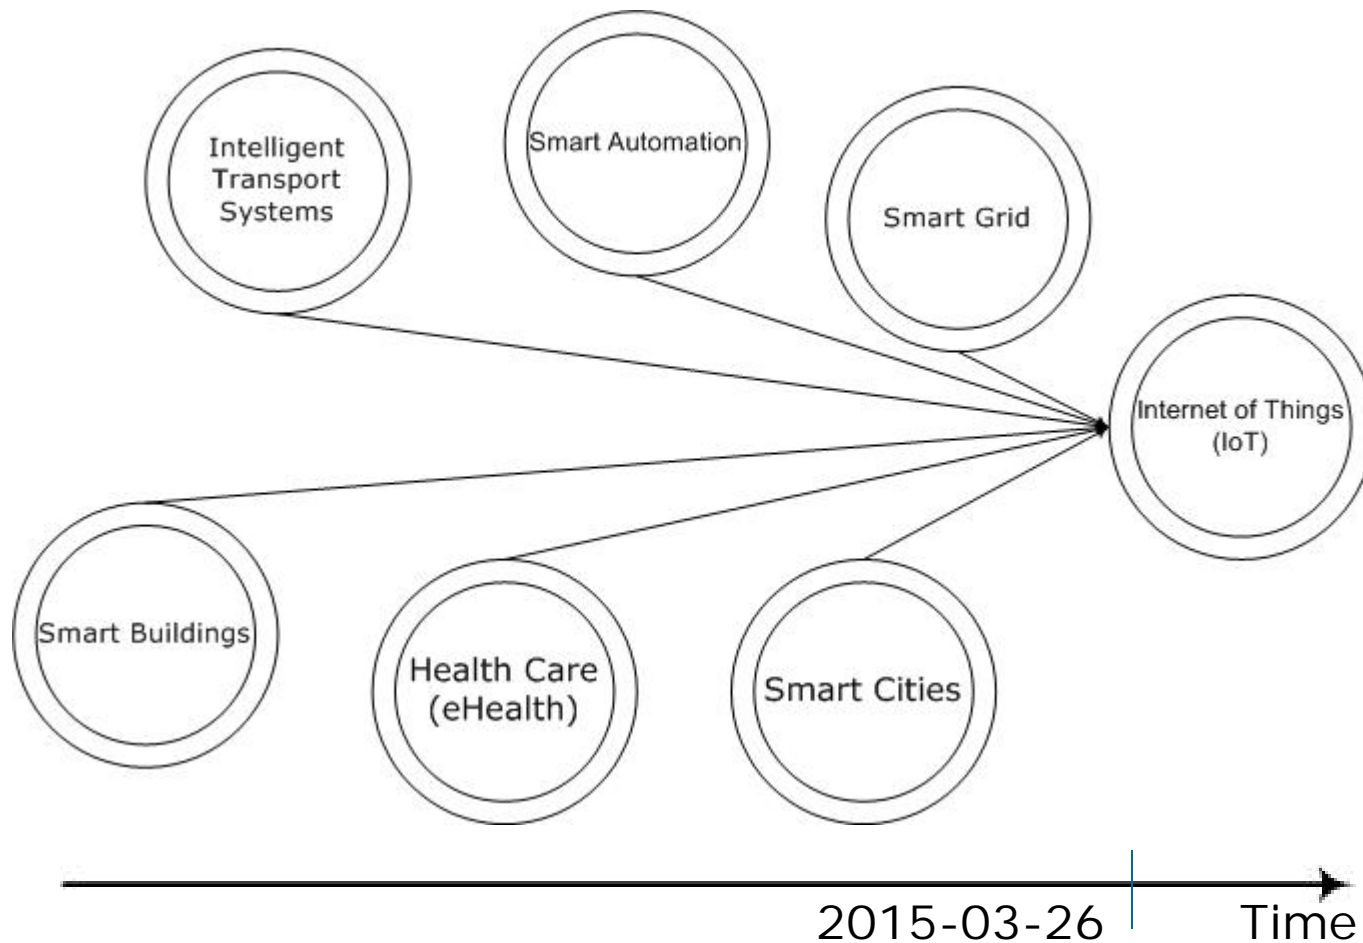 Intelligent
Transport
Systems
Smart Automation
Smart Grid
Internet of Things
(IoT)
Smart Buildings
Health Care
(eHealth)
Smart Cities
2015-03-26
Time